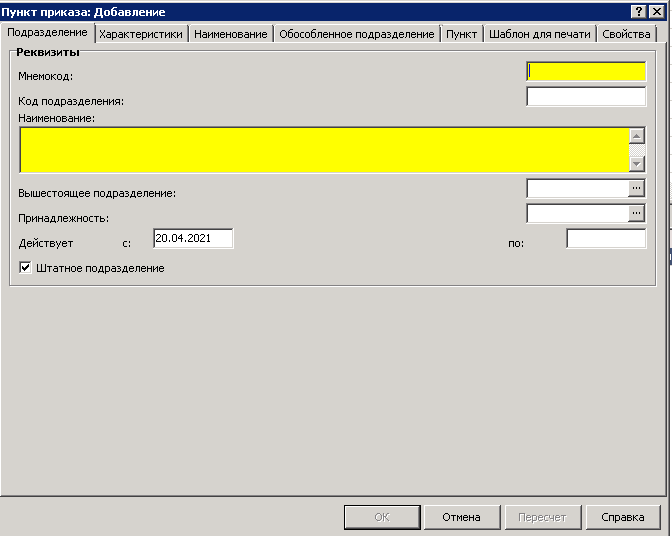 Пункт приказа: Добавление
Подразделение Характеристики Наименование Обособленное подразделение Пункт Шаблон для печати Свойства
Реквизиты
Мнемокод:
Код подразделения:
Наименование:
Вышестоящее подразделение: ...
Принадлежность: ...
Действует с: 20.04.2021 по:
Штатное подразделение
OK Отмена Пересчет Справка